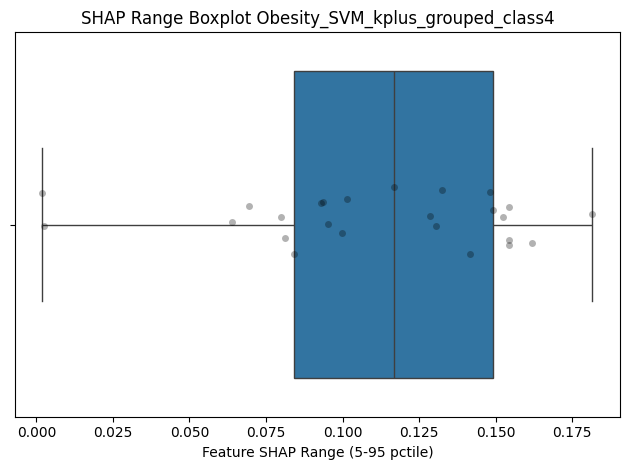 SHAP Range Boxplot Obesity_SVM_kplus_grouped_class4
0.000 0.025 0.050 0.075 0.100 0.125 0.150 0.175
Feature SHAP Range (5-95 pctile)